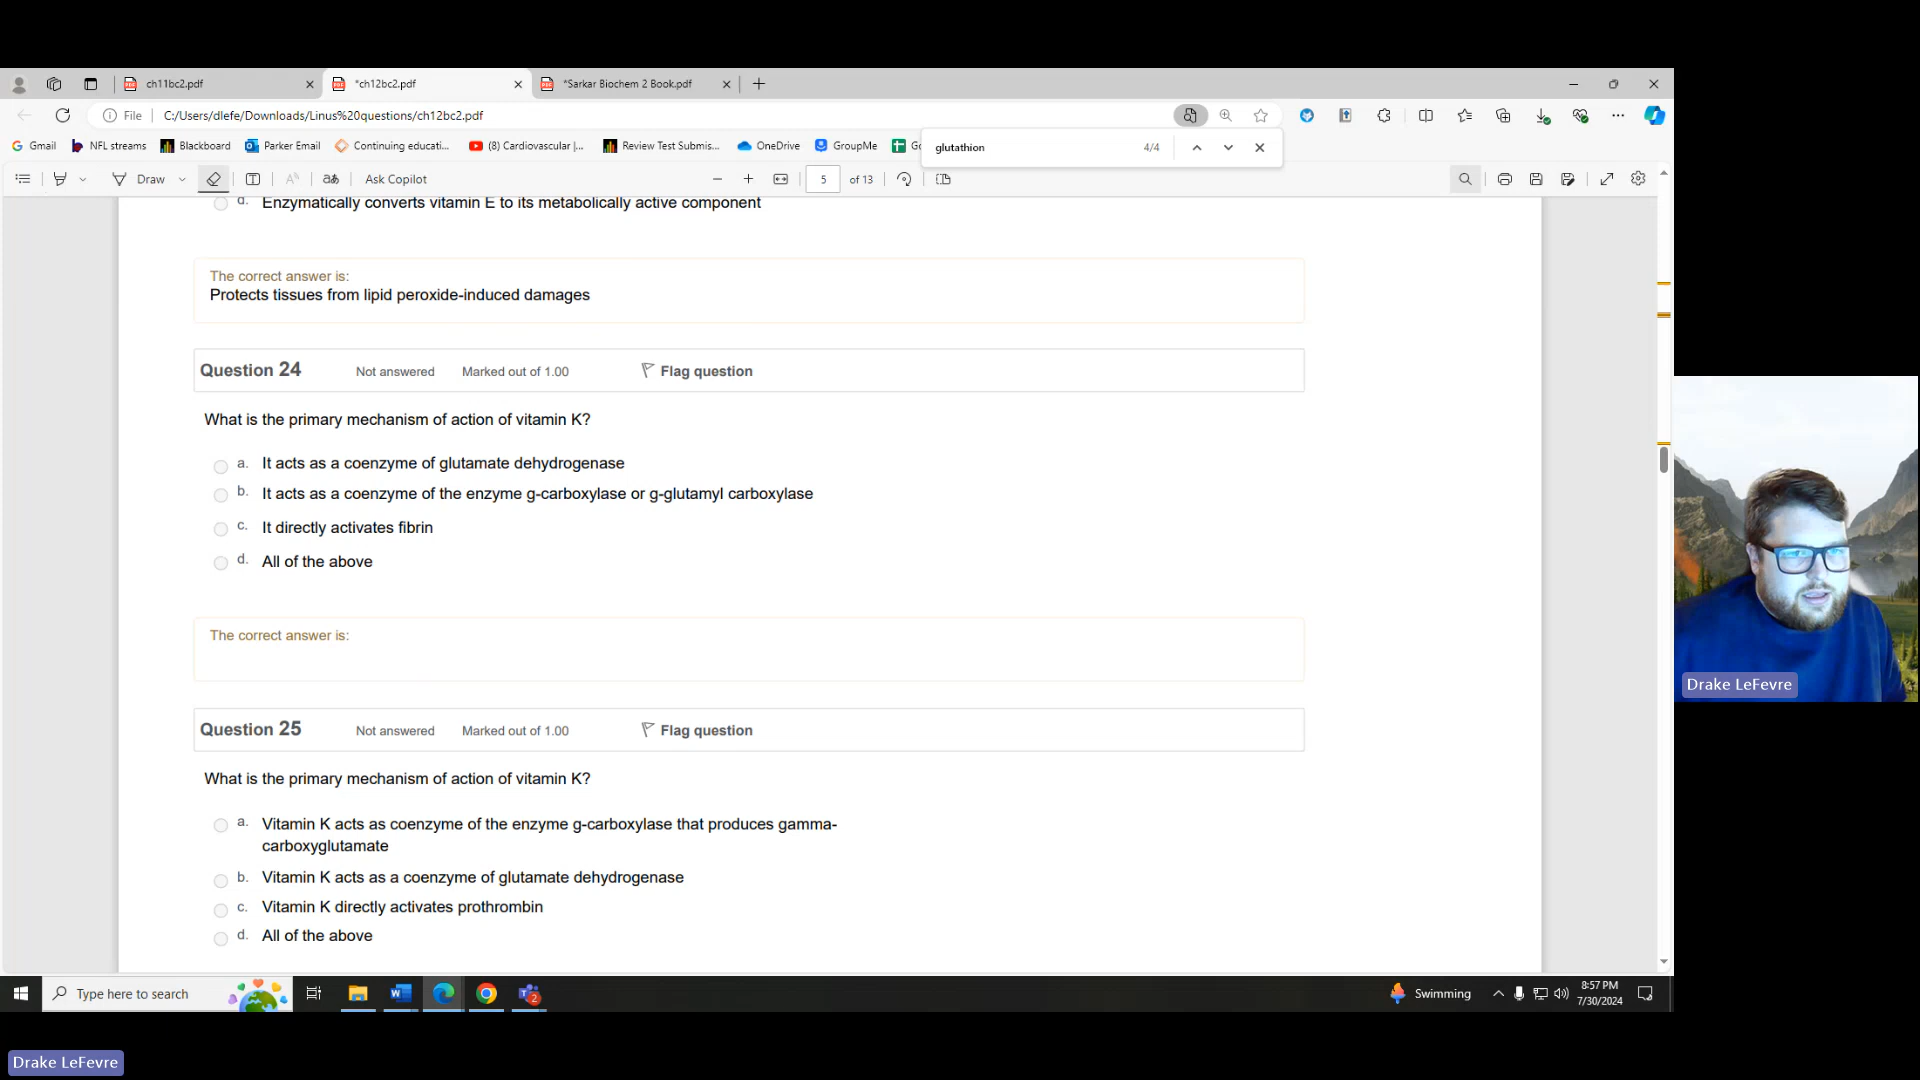 ch11bc2.pdf
*ch12bc2.pdf
*Sarkar Biochem 2 Book.pdf
File
C:/Users/dlefe/Downloads/Linus%20questions/ch12bc2.pdf
Gmail
NFL streams
Blackboard
Parker Email
Continuing educati...
(8) Cardiovascular |...
Review Test Submis...
OneDrive
GroupMe
glutathion
4/4
Draw
Ask Copilot
5
of 13
d. Enzymatically converts vitamin E to its metabolically active component
The correct answer is:
Protects tissues from lipid peroxide-induced damages
Question 24
Not answered
Marked out of 1.00
Flag question
What is the primary mechanism of action of vitamin K?
a. It acts as a coenzyme of glutamate dehydrogenase
b. It acts as a coenzyme of the enzyme g-carboxylase or g-glutamyl carboxylase
c. It directly activates fibrin
d. All of the above
The correct answer is:
Question 25
Not answered
Marked out of 1.00
Flag question
What is the primary mechanism of action of vitamin K?
a. Vitamin K acts as coenzyme of the enzyme g-carboxylase that produces gamma-
carboxyglutamate
b. Vitamin K acts as a coenzyme of glutamate dehydrogenase
c. Vitamin K directly activates prothrombin
d. All of the above
Drake LeFevre
Type here to search
2
Swimming
8:57 PM
7/30/2024
Drake LeFevre